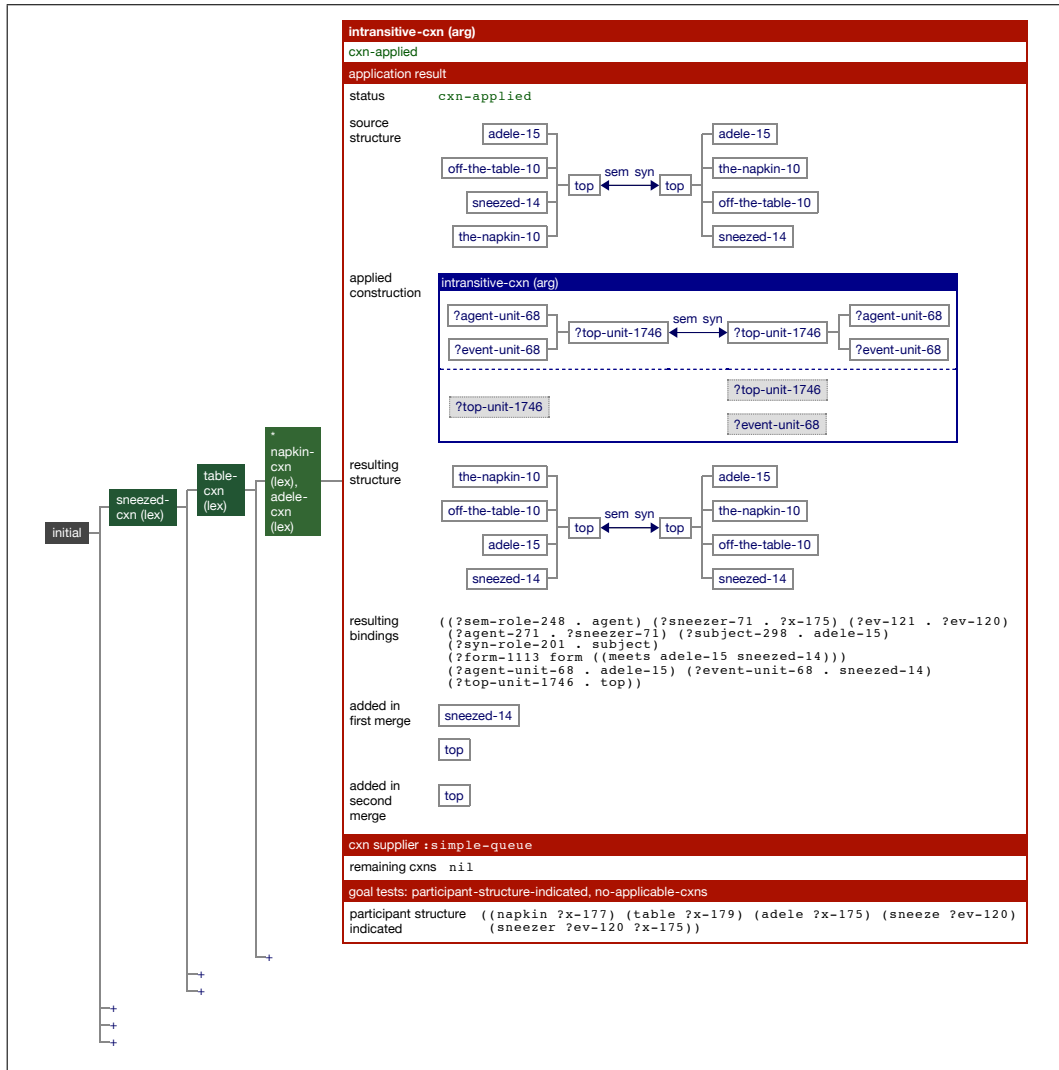 intransitive-cxn (arg)
cxn-applied
application result
status cxn-applied
source
structure
adele-15
off-the-table-10
sneezed-14
the-napkin-10
top
sem syn
top
adele-15
the-napkin-10
off-the-table-10
sneezed-14
applied
construction
intransitive-cxn (arg)
?agent-unit-68
?event-unit-68
?top-unit-1746
sem syn
?top-unit-1746
?agent-unit-68
?event-unit-68
?top-unit-1746
?top-unit-1746
?event-unit-68
initial
sneezed-
cxn (lex)
table-
cxn
(lex)
*
napkin-
cxn
(lex),
adele-
cxn
(lex)
resulting
structure
the-napkin-10
off-the-table-10
adele-15
sneezed-14
top
sem syn
top
adele-15
the-napkin-10
off-the-table-10
sneezed-14
resulting
bindings
((?sem-role-248 . agent) (?sneezer-71 . ?x-175) (?ev-121 . ?ev-120)
(?agent-271 . ?sneezer-71) (?subject-298 . adele-15)
(?syn-role-201 . subject)
(?form-1113 form ((meets adele-15 sneezed-14)))
(?agent-unit-68 . adele-15) (?event-unit-68 . sneezed-14)
(?top-unit-1746 . top))
added in
first merge
sneezed-14
top
added in
second
merge
top
cxn supplier :simple-queue
remaining cxns nil
goal tests: participant-structure-indicated, no-applicable-cxns
participant structure
indicated
((napkin ?x-177) (table ?x-179) (adele ?x-175) (sneeze ?ev-120)
(sneezer ?ev-120 ?x-175))
+
+
+
+
+
+